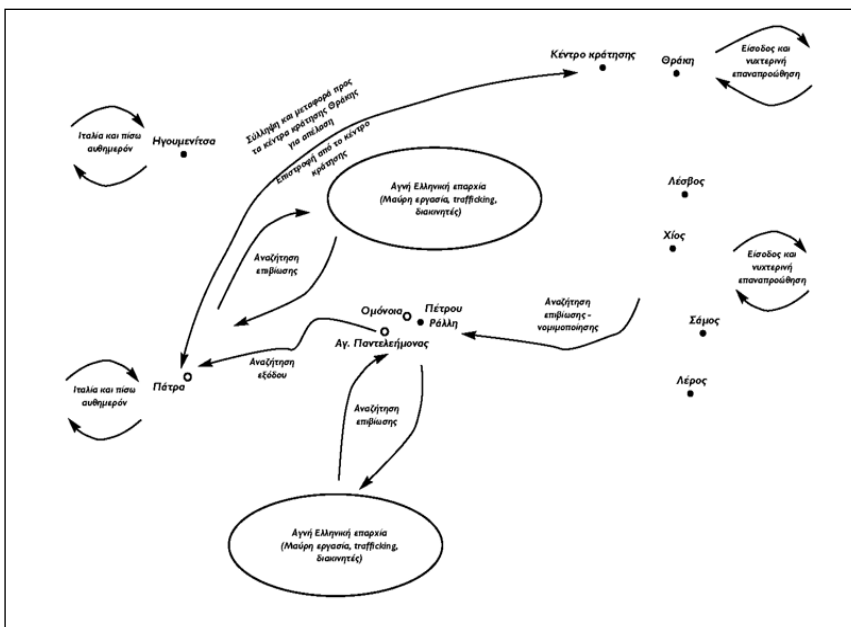 Κέντρο κράτησης
Θράκη
Είσοδος και
νυχτερινή
επαναπροώθηση
Ιταλία και πίσω
αυθημερόν
Ηγουμενίτσα
Σύλληψη και μεταφορά προς
τα κέντρα κράτησης Θράκης
για απέλαση
Επιστροφή από το κέντρο
κράτησης
Αγνή Ελληνική επαρχία
(Μαύρη εργασία, trafficking,
διακινητές)
Λέσβος
Χίος
Είσοδος και
νυχτερινή
επαναπροώθηση
Αναζήτηση
επιβίωσης
Ομόνοια
Πέτρου
Ράλλη
Αγ. Παντελεήμονας
Αναζήτηση
επιβίωσης -
νομιμοποίησης
Σάμος
Λέρος
Αναζήτηση
εξόδου
Πάτρα
Ιταλία και πίσω
αυθημερόν
Αναζήτηση
επιβίωσης
Αγνή Ελληνική επαρχία
(Μαύρη εργασία, trafficking,
διακινητές)